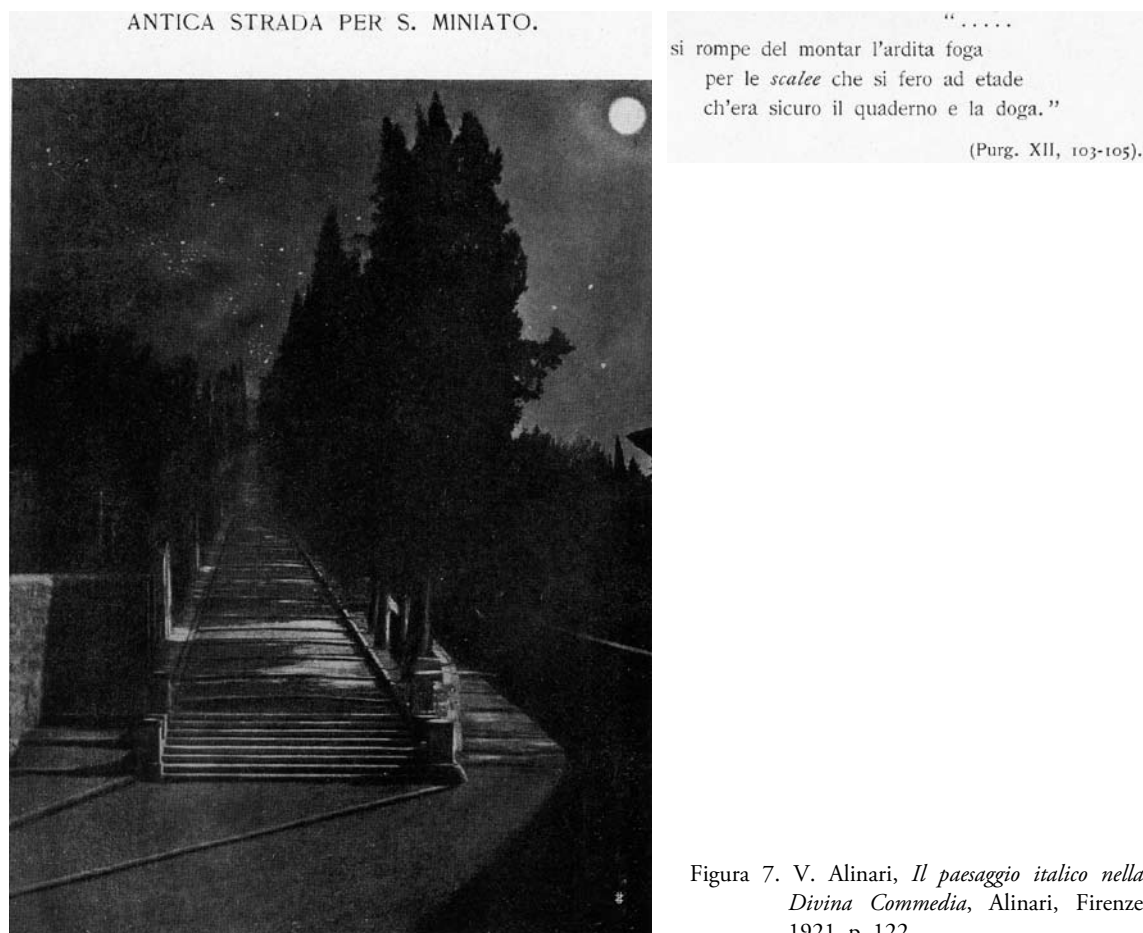 ANTICA STRADA PER S. MINIATO.
“ . . . . .
si rompe del montar l'ardita foga
per le scalee che si fero ad etade
ch'era sicuro il quaderno e la doga.”
(Purg. XII, 103-105).
Figura 7. V. Alinari, Il paesaggio italico nella
Divina Commedia, Alinari, Firenze
1921, p. 122